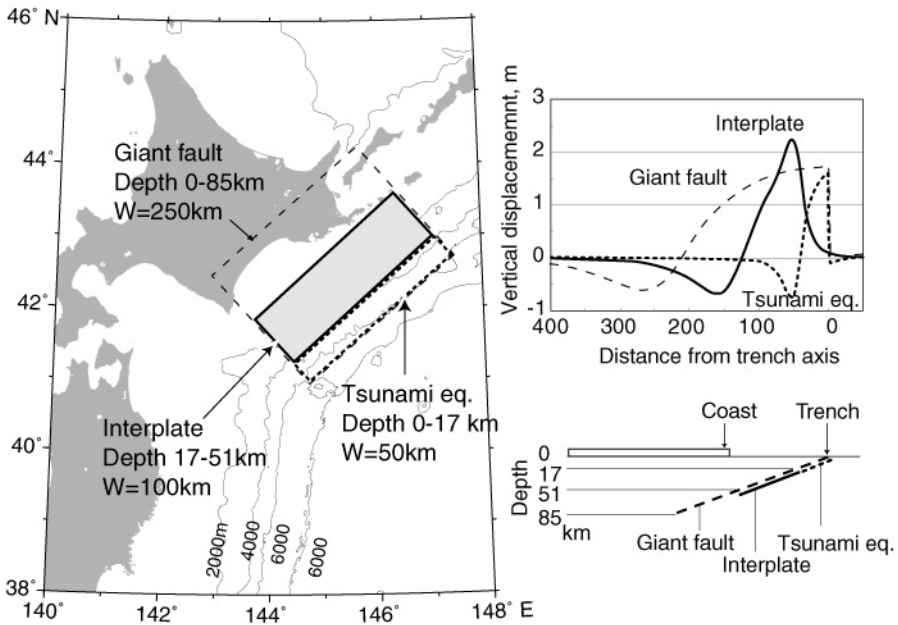 46° N
44°
42°
40°
38°
140°
142°
144°
146°
148° E
Giant fault
Depth 0-85km
W=250km
Interplate
Depth 17-51km
W=100km
Tsunami eq.
Depth 0-17 km
W=50km
2000m
4000
6000
6000
Vertical displacememnt, m
3
2
1
0
-1
Interplate
Giant fault
Tsunami eq.
400
300
200
100
0
Distance from trench axis
Coast
Trench
Depth
0
17
51
85
km
Giant fault
Interplate
Tsunami eq.